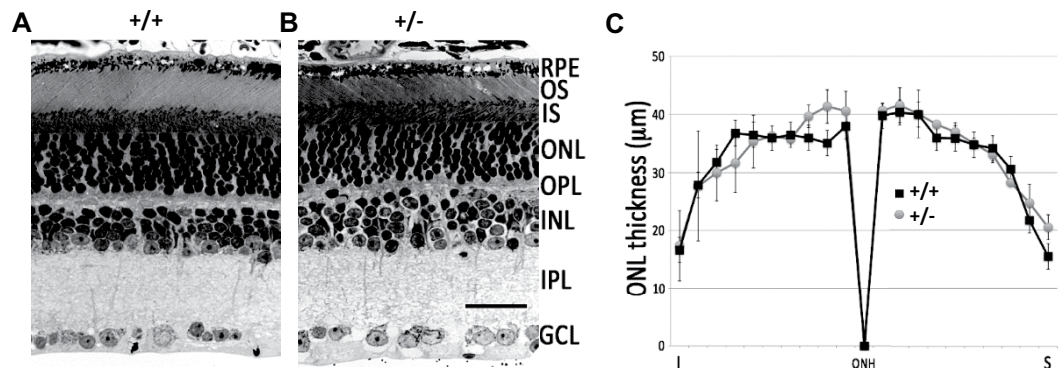 A +/+ B +/- C
RPE
OS
IS
ONL
OPL
INL
IPL
GCL
ONL thickness (μm)
50
40
30
20
10
0
+/+
+/-
I ONH S